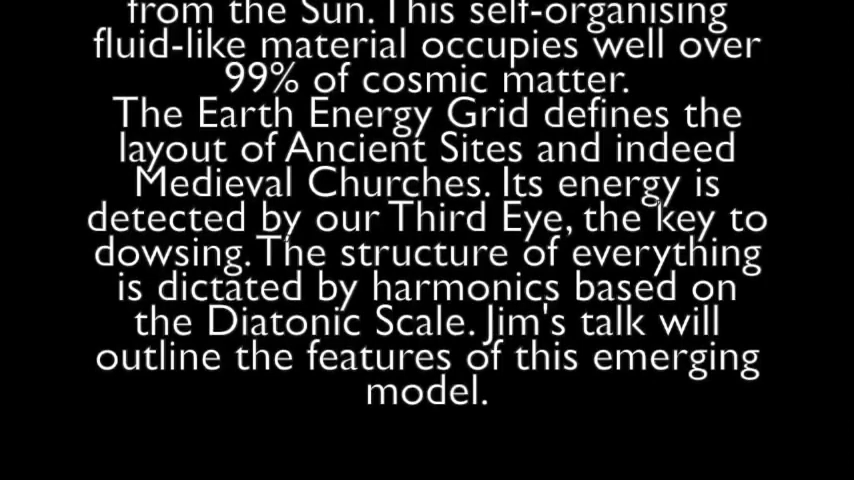 from the Sun. This self-organising
fluid-like material occupies well over
99% of cosmic matter.
The Earth Energy Grid defines the
layout of Ancient Sites and indeed
Medieval Churches. Its energy is
detected by our Third Eye, the key to
dowsing. The structure of everything
is dictated by harmonics based on
the Diatonic Scale. Jim's talk will
outline the features of this emerging
model.